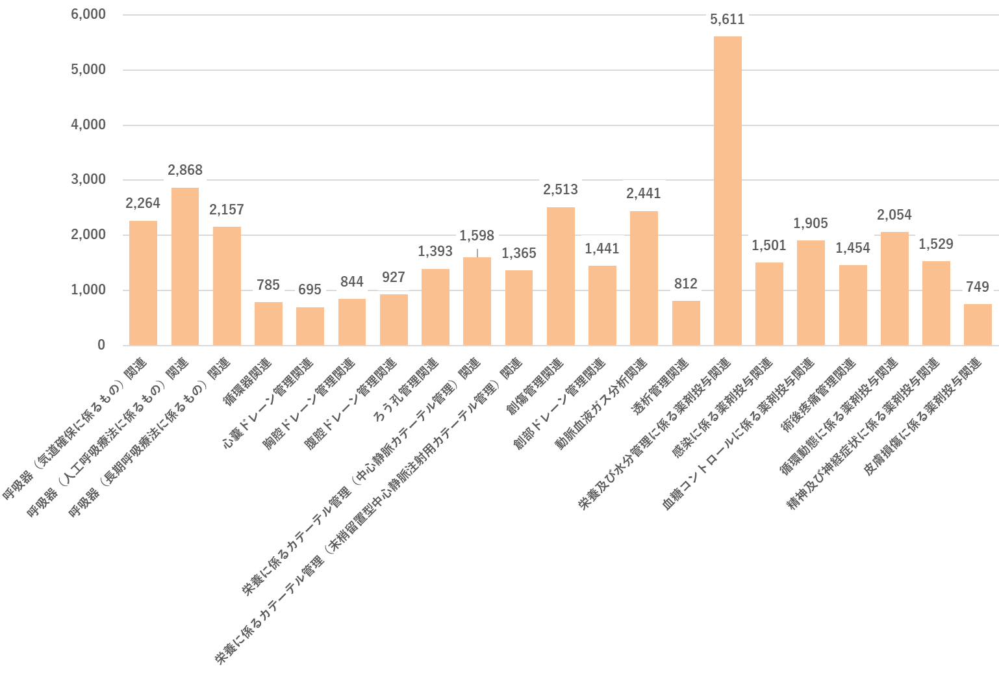 6,000
5,000
4,000
3,000
2,000
1,000
0
2,264
2,868
2,157
785
695
844
927
1,393
1,598
1,365
2,513
1,441
2,441
812
5,611
1,501
1,905
1,454
2,054
1,529
749
呼吸器（気道確保に係るもの）関連
呼吸器（人工呼吸療法に係るもの）関連
呼吸器（長期呼吸療法に係るもの）関連
循環器関連
心嚢ドレーン管理関連
胸腔ドレーン管理関連
腹腔ドレーン管理関連
ろう孔管理関連
栄養に係るカテーテル管理（中心静脈カテーテル管理）関連
栄養に係るカテーテル管理（末梢留置型中心静脈注射用カテーテル管理）関連
創傷管理関連
創部ドレーン管理関連
動脈血液ガス分析関連
透析管理関連
栄養及び水分管理に係る薬剤投与関連
感染に係る薬剤投与関連
血糖コントロールに係る薬剤投与関連
術後疼痛管理関連
循環動態に係る薬剤投与関連
精神及び神経症状に係る薬剤投与関連
皮膚損傷に係る薬剤投与関連